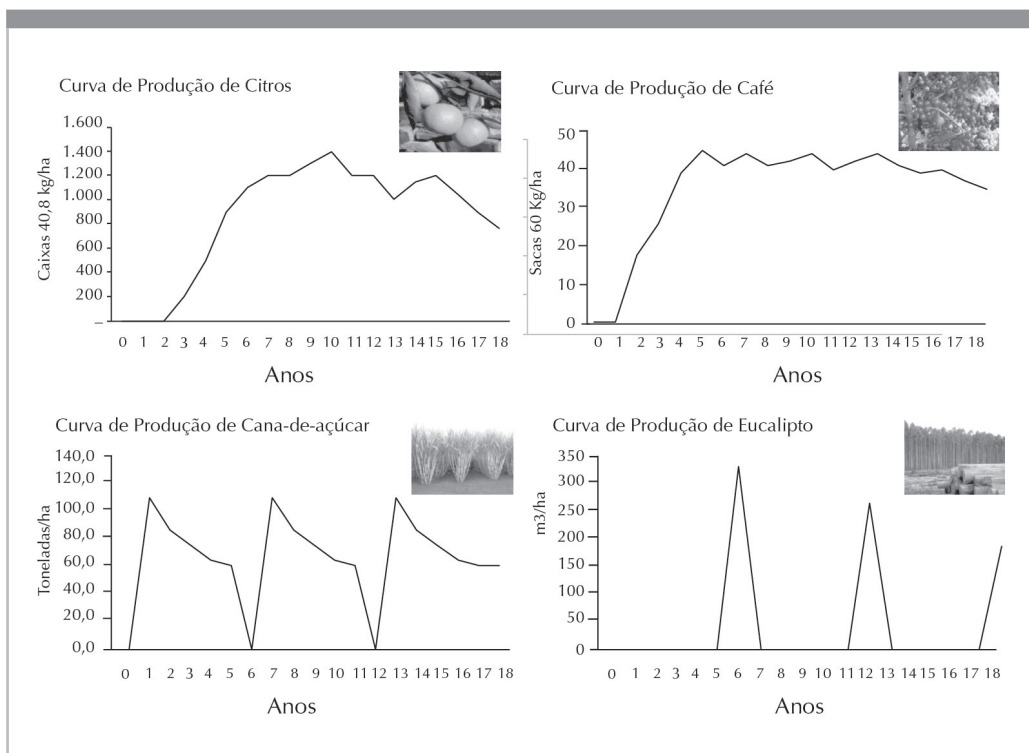 Curva de Produção de Citros
Caixas 40,8 kg/ha
1.600
1.400
1.200
1.000
800
600
400
200
–
0 1 2 3 4 5 6 7 8 9 10 11 12 13 14 15 16 17 18
Anos
Curva de Produção de Café
Sacas 60 Kg/ha
50
40
30
20
10
0
0 1 2 3 4 5 6 7 8 9 10 11 12 13 14 15 16 17 18
Anos
Curva de Produção de Cana-de-açúcar
Toneladas/ha
140,0
120,0
100,0
80,0
60,0
40,0
20,0
0,0
0 1 2 3 4 5 6 7 8 9 10 11 12 13 14 15 16 17 18
Anos
Curva de Produção de Eucalipto
m3/ha
350
300
250
200
150
100
50
0
0 1 2 3 4 5 6 7 8 9 10 11 12 13 14 15 16 17 18
Anos